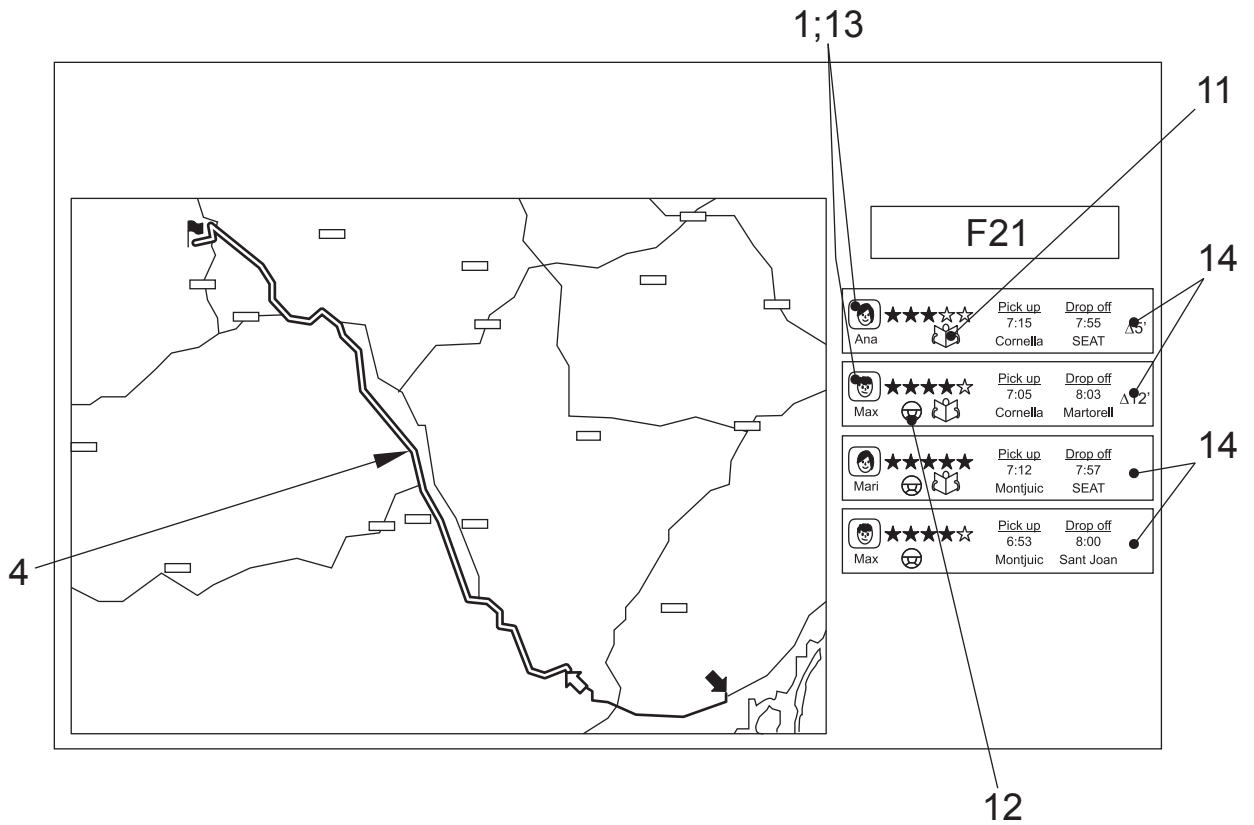 1;13
11
F21
14
Pick up Drop off
7:15 7:55 Δ5'
Ana Cornella SEAT
Pick up Drop off
7:05 8:03 Δ12'
Max Cornella Martorell
14
Pick up Drop off
7:12 7:57
Mari Montjuic SEAT
Pick up Drop off
6:53 8:00
Max Montjuic Sant Joan
4
12